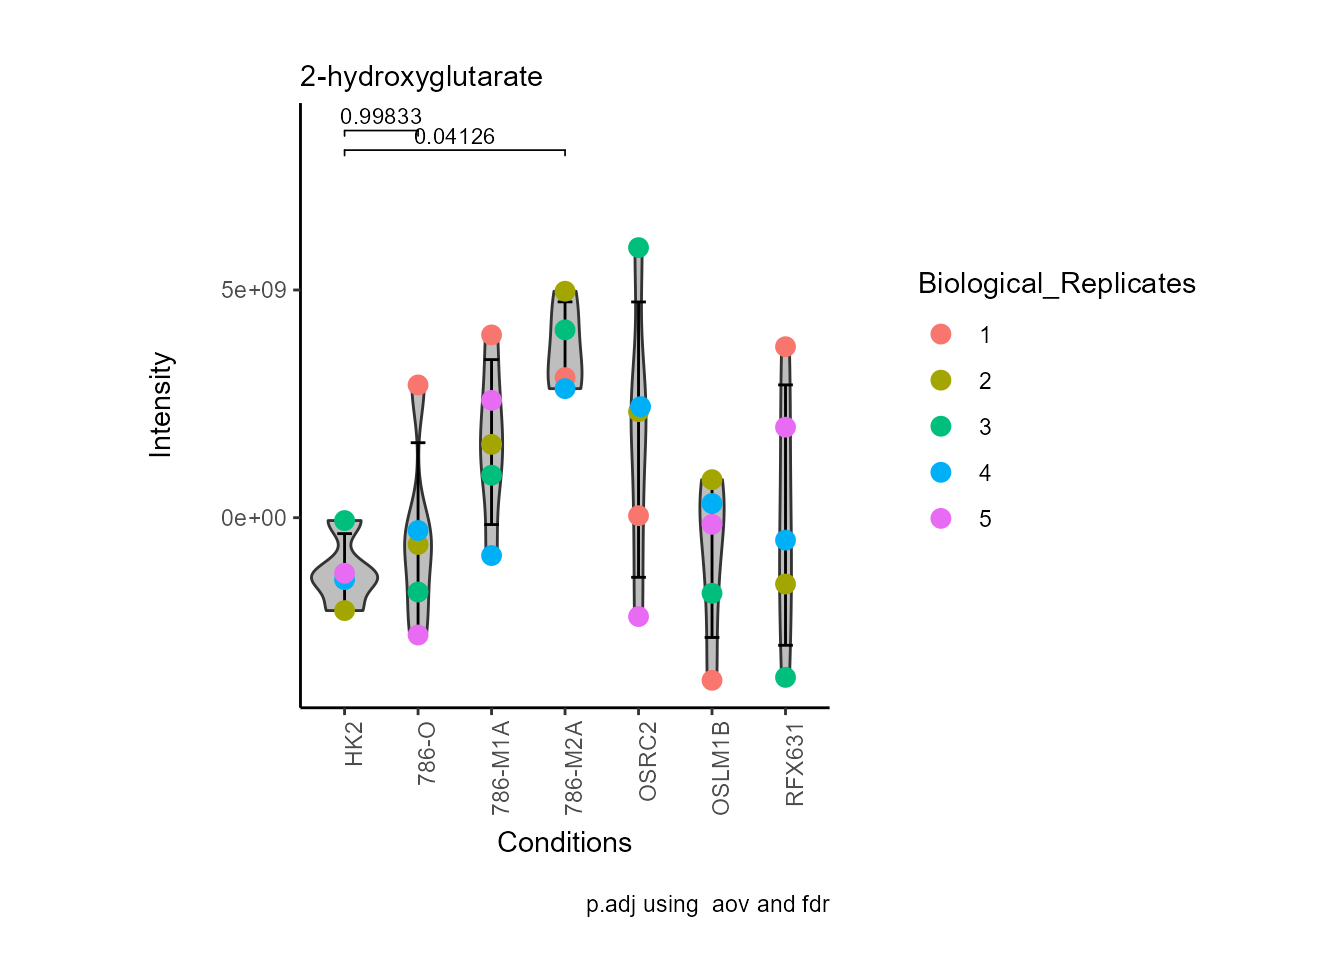 2-hydroxyglutarate
0.99833
0.04126
Intensity
5e+09
0e+00
HK2
786-O
786-M1A
786-M2A
OSRC2
OSLM1B
RFX631
Conditions
p.adj using  aov and fdr
Biological_Replicates
1
2
3
4
5